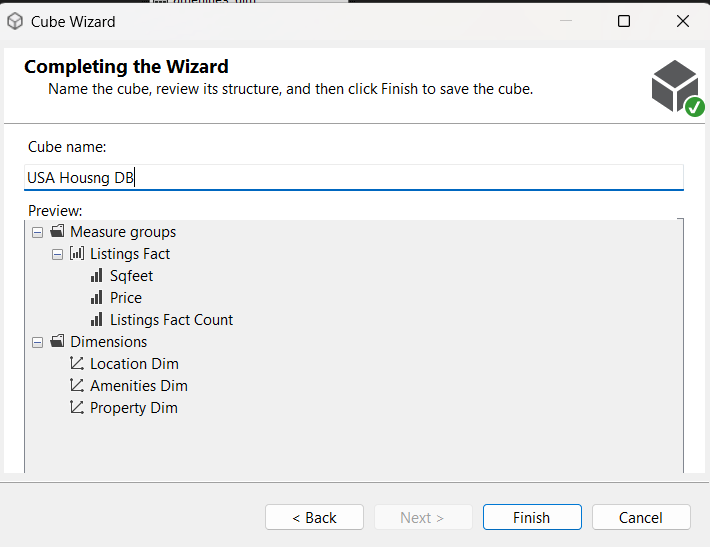 amenities_dim
Cube Wizard
Completing the Wizard
Name the cube, review its structure, and then click Finish to save the cube.
Cube name:
USA Housng DB
Preview:
Measure groups
Listings Fact
Sqfeet
Price
Listings Fact Count
Dimensions
Location Dim
Amenities Dim
Property Dim
< Back
Next >
Finish
Cancel